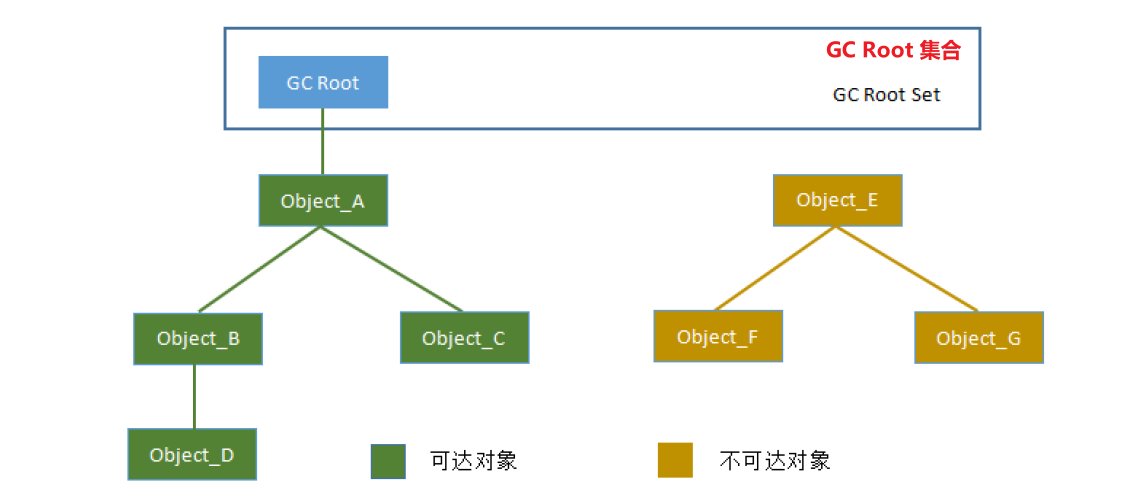 GC Root 集合
GC Root
GC Root Set
Object_A
Object_E
Object_B
Object_C
Object_F
Object_G
Object_D
可达对象
不可达对象